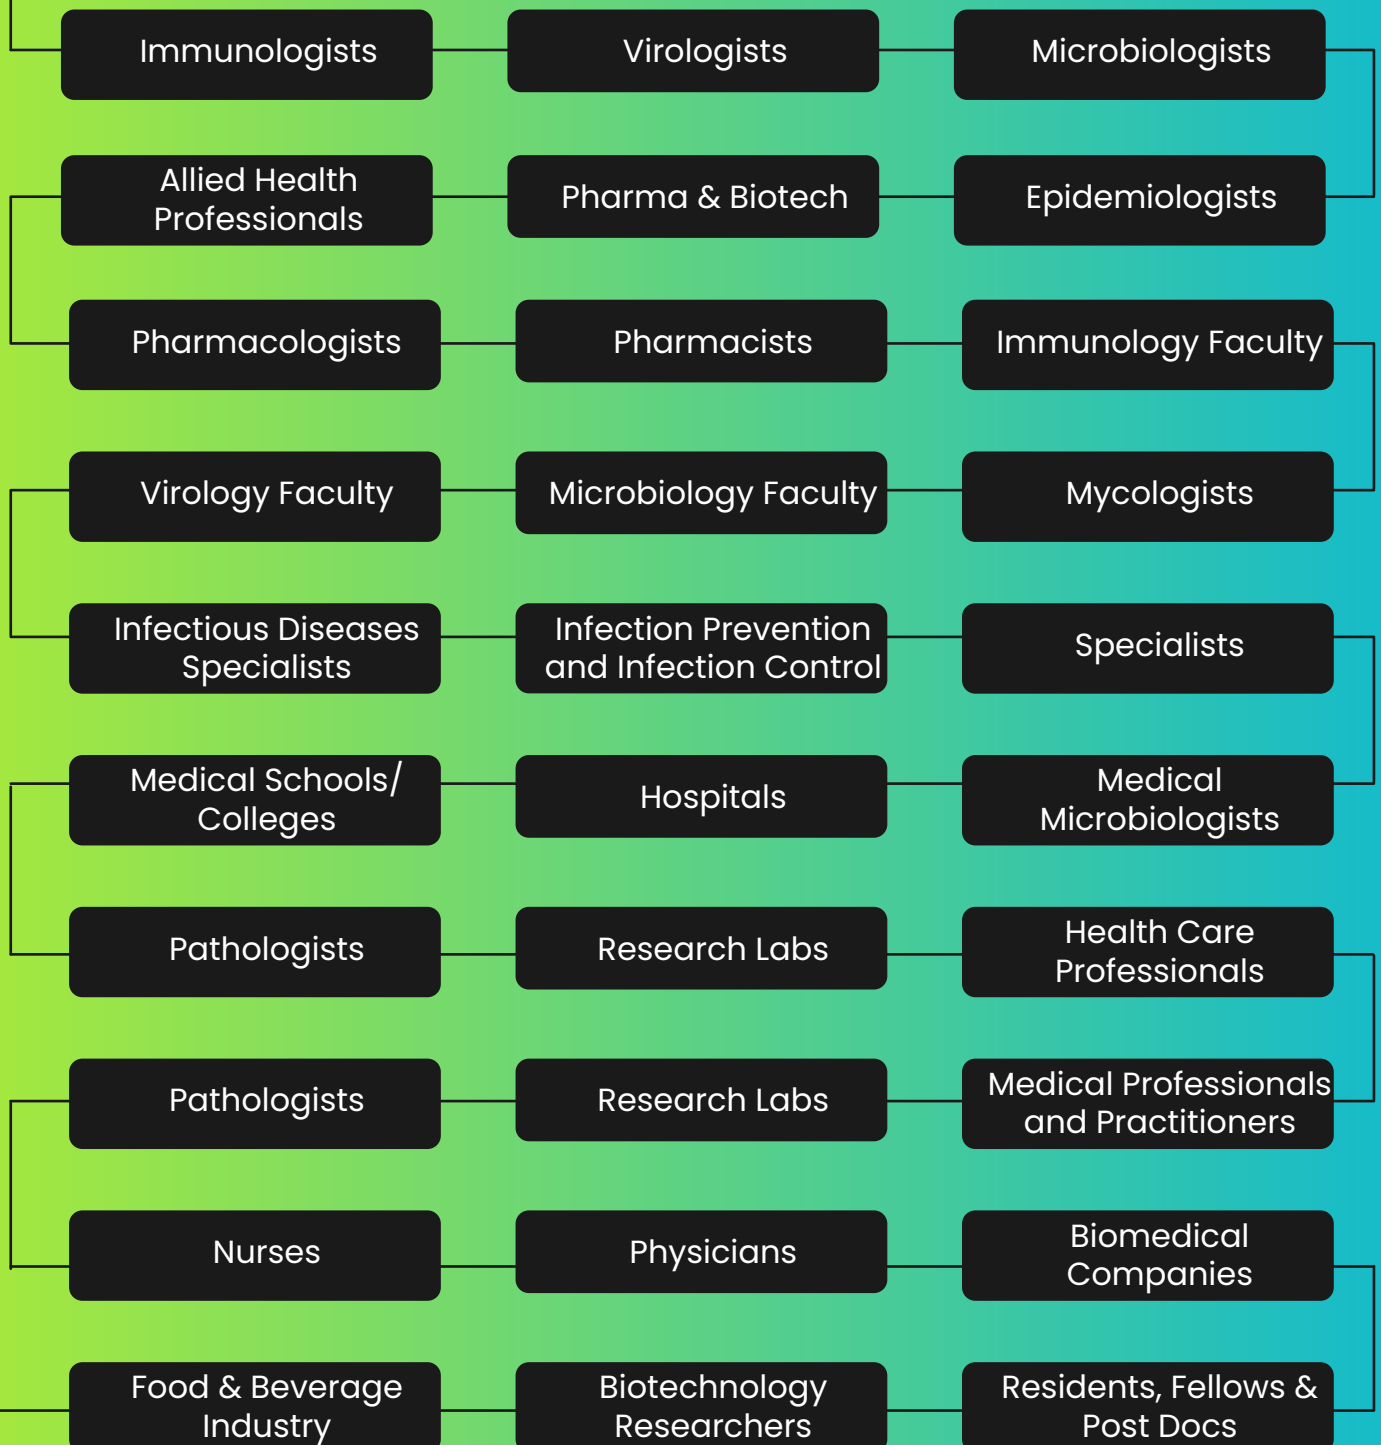 Immunologists
Virologists
Microbiologists
Allied Health
Professionals
Pharma & Biotech
Epidemiologists
Pharmacologists
Pharmacists
Immunology Faculty
Virology Faculty
Microbiology Faculty
Mycologists
Infectious Diseases
Specialists
Infection Prevention
and Infection Control
Specialists
Medical Schools/
Colleges
Hospitals
Medical
Microbiologists
Pathologists
Research Labs
Health Care
Professionals
Pathologists
Research Labs
Medical Professionals
and Practitioners
Nurses
Physicians
Biomedical
Companies
Food & Beverage
Industry
Biotechnology
Researchers
Residents, Fellows &
Post Docs